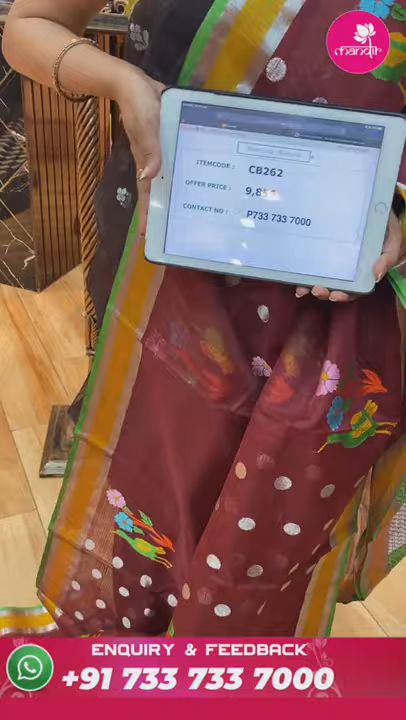 mandir
ITEMCODE : CB262
OFFER PRICE :
CONTACT NO : P733 733 7000
ENQUIRY & FEEDBACK
+91 733 733 7000